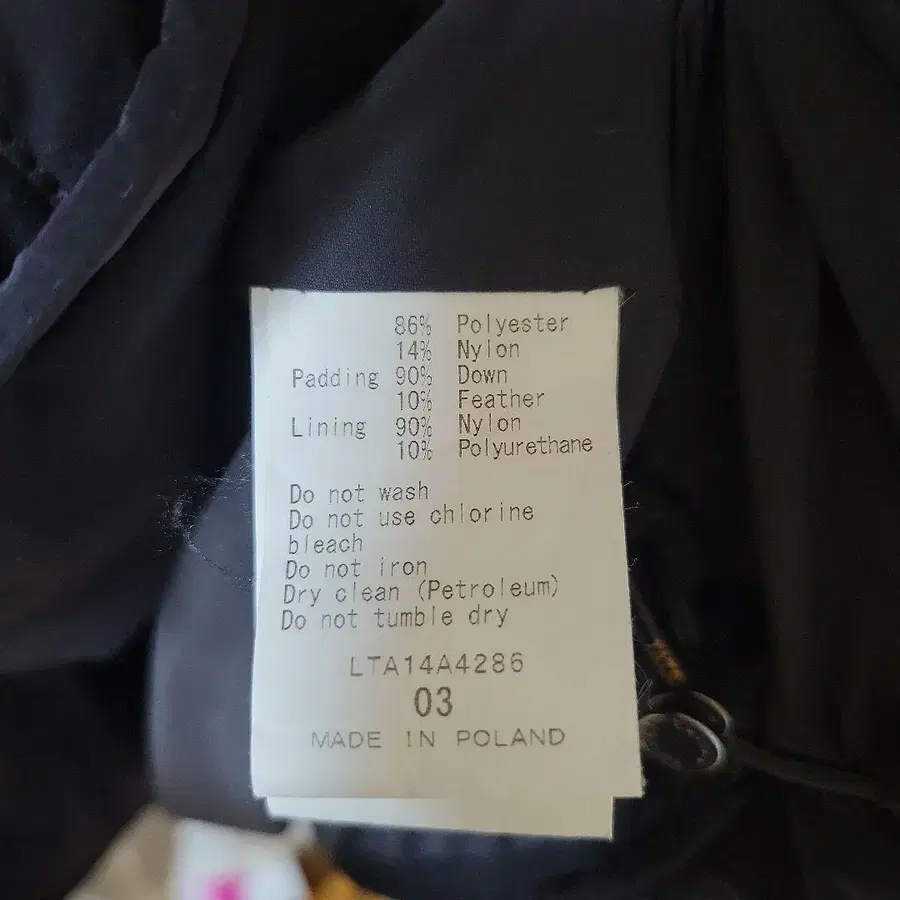 86% Polyester
14% Nylon
Padding 90% Down
10% Feather
Lining 90% Nylon
10% Polyurethane
Do not wash
Do not use chlorine
bleach
Do not iron
Dry clean (Petroleum)
Do not tumble dry
LTA14A4286
03
MADE IN POLAND